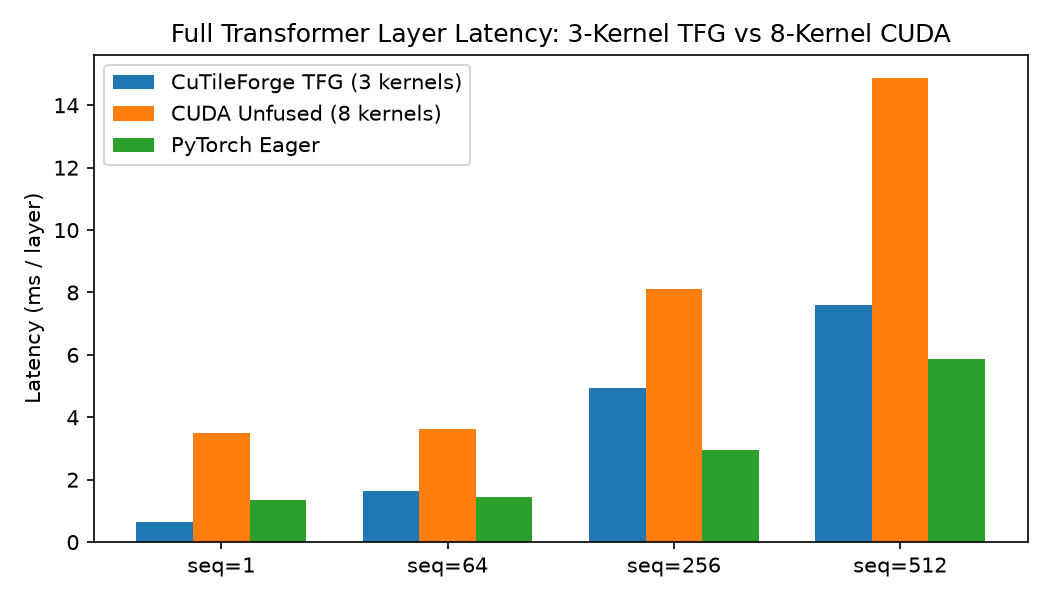 Full Transformer Layer Latency: 3-Kernel TFG vs 8-Kernel CUDA
CuTileForge TFG (3 kernels)
CUDA Unfused (8 kernels)
PyTorch Eager
Latency (ms / layer)
14
12
10
8
6
4
2
0
seq=1
seq=64
seq=256
seq=512